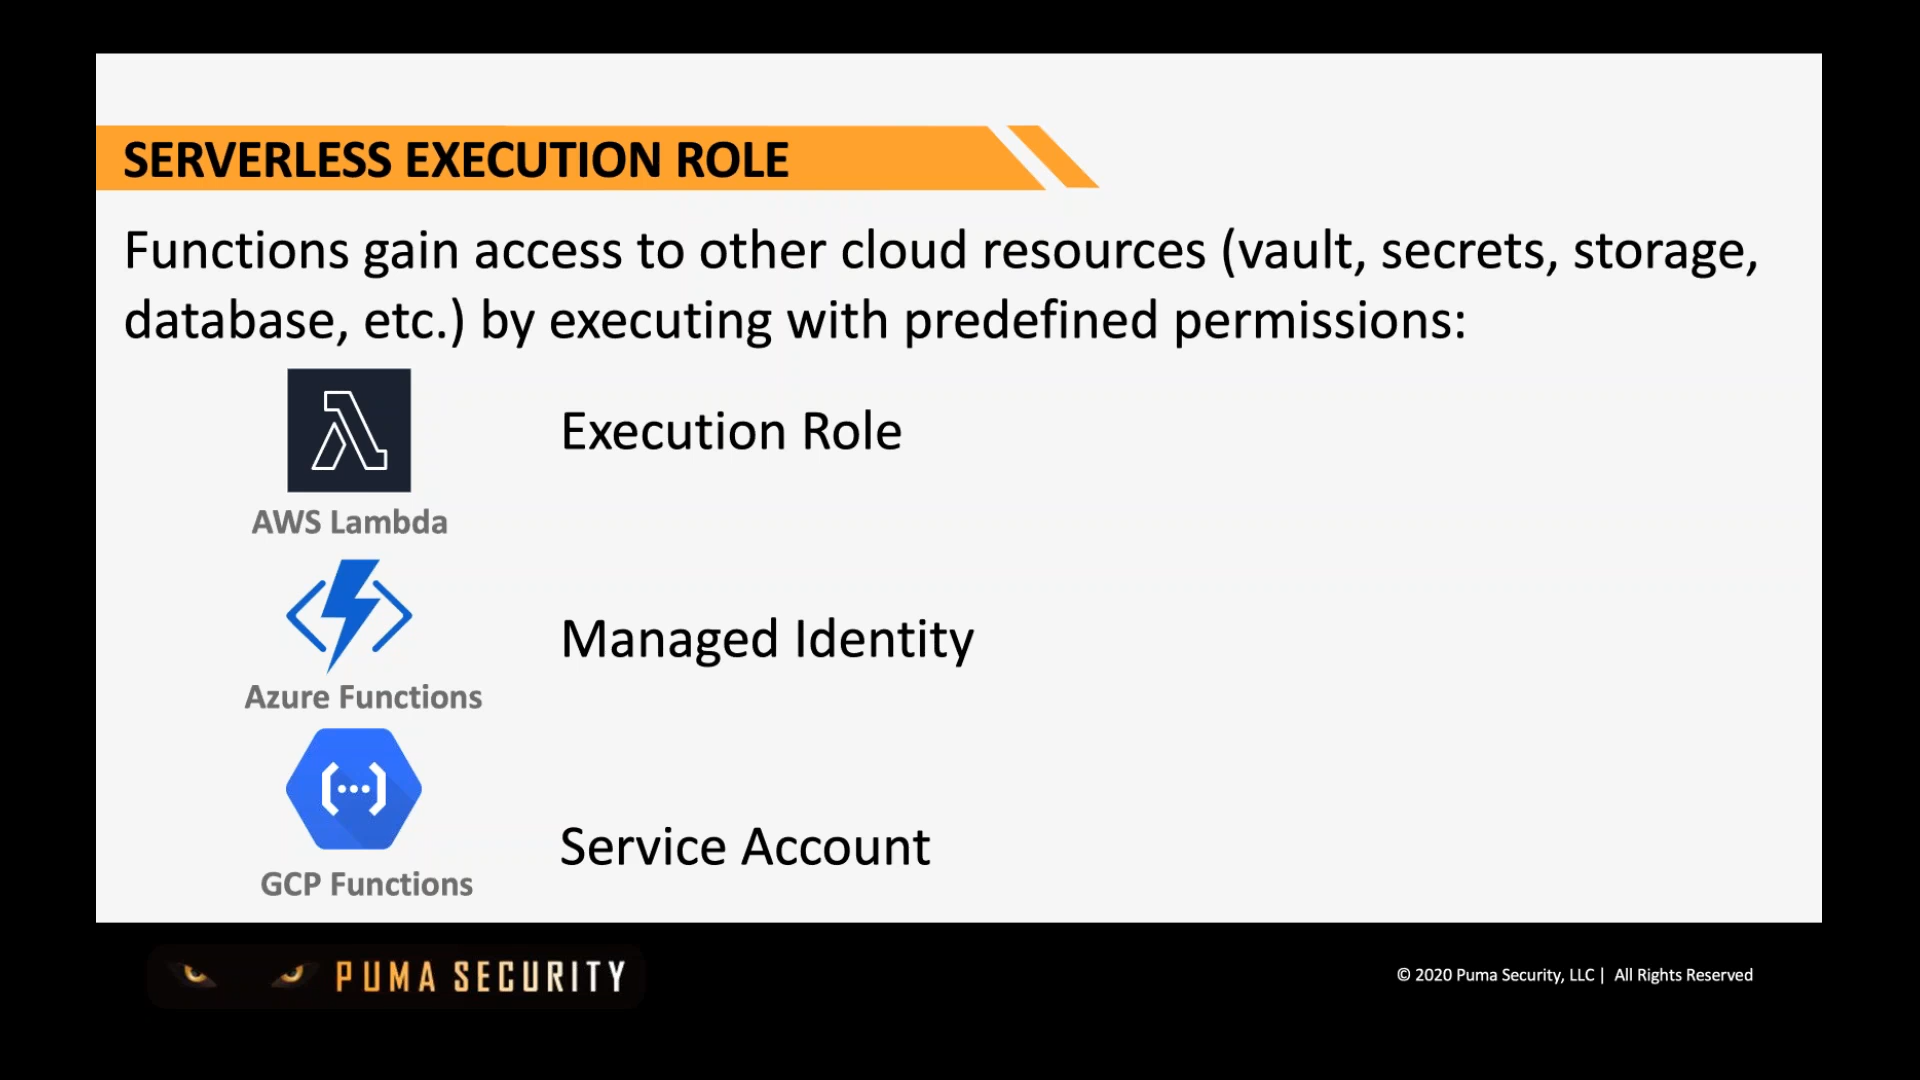 SERVERLESS EXECUTION ROLE
Functions gain access to other cloud resources (vault, secrets, storage,
database, etc.) by executing with predefined permissions:
Execution Role
AWS Lambda
Managed Identity
Azure Functions
Service Account
GCP Functions
PUMA SECURITY
© 2020 Puma Security, LLC | All Rights Reserved